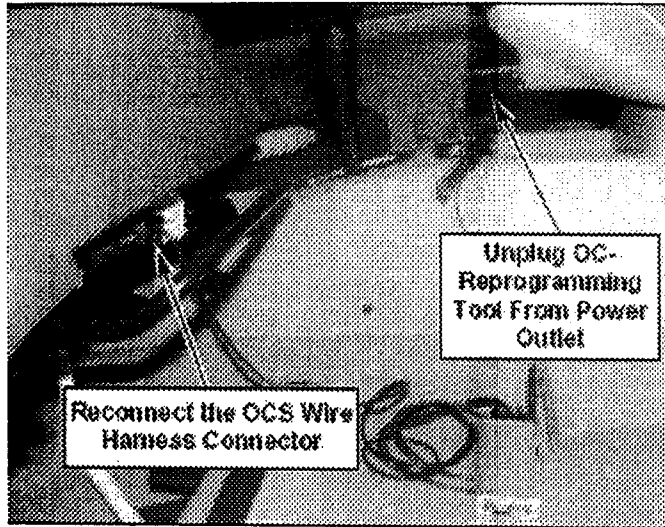 Unplug OC-
Reprogramming
Tool From Power
Outlet
Reconnect the OCS Wire
Harness Connector